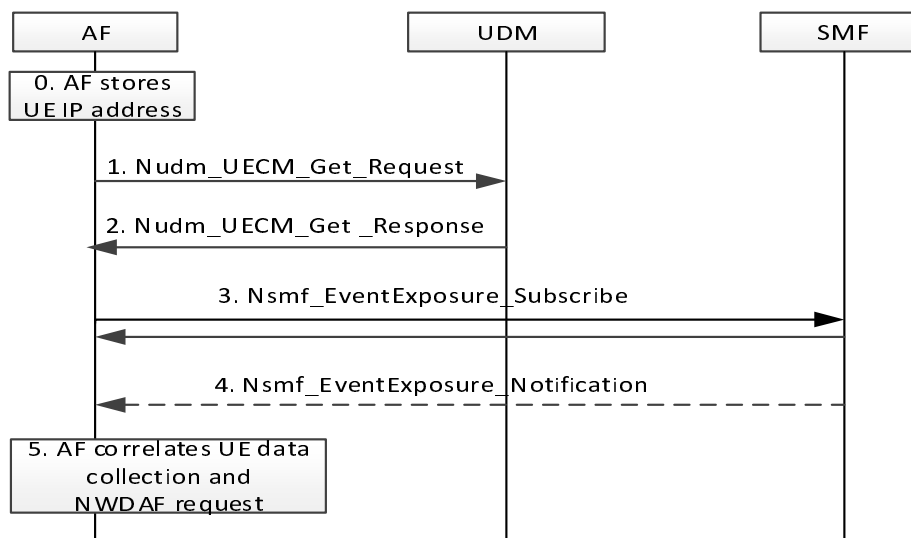 AF
UDM
SMF
0. AF stores
UE IP address
1. Nudm_UECM_Get_Request
2. Nudm_UECM_Get _Response
3. Nsmf_EventExposure_Subscribe
4. Nsmf_EventExposure_Notification
5. AF correlates UE data
collection and
NWDAF request